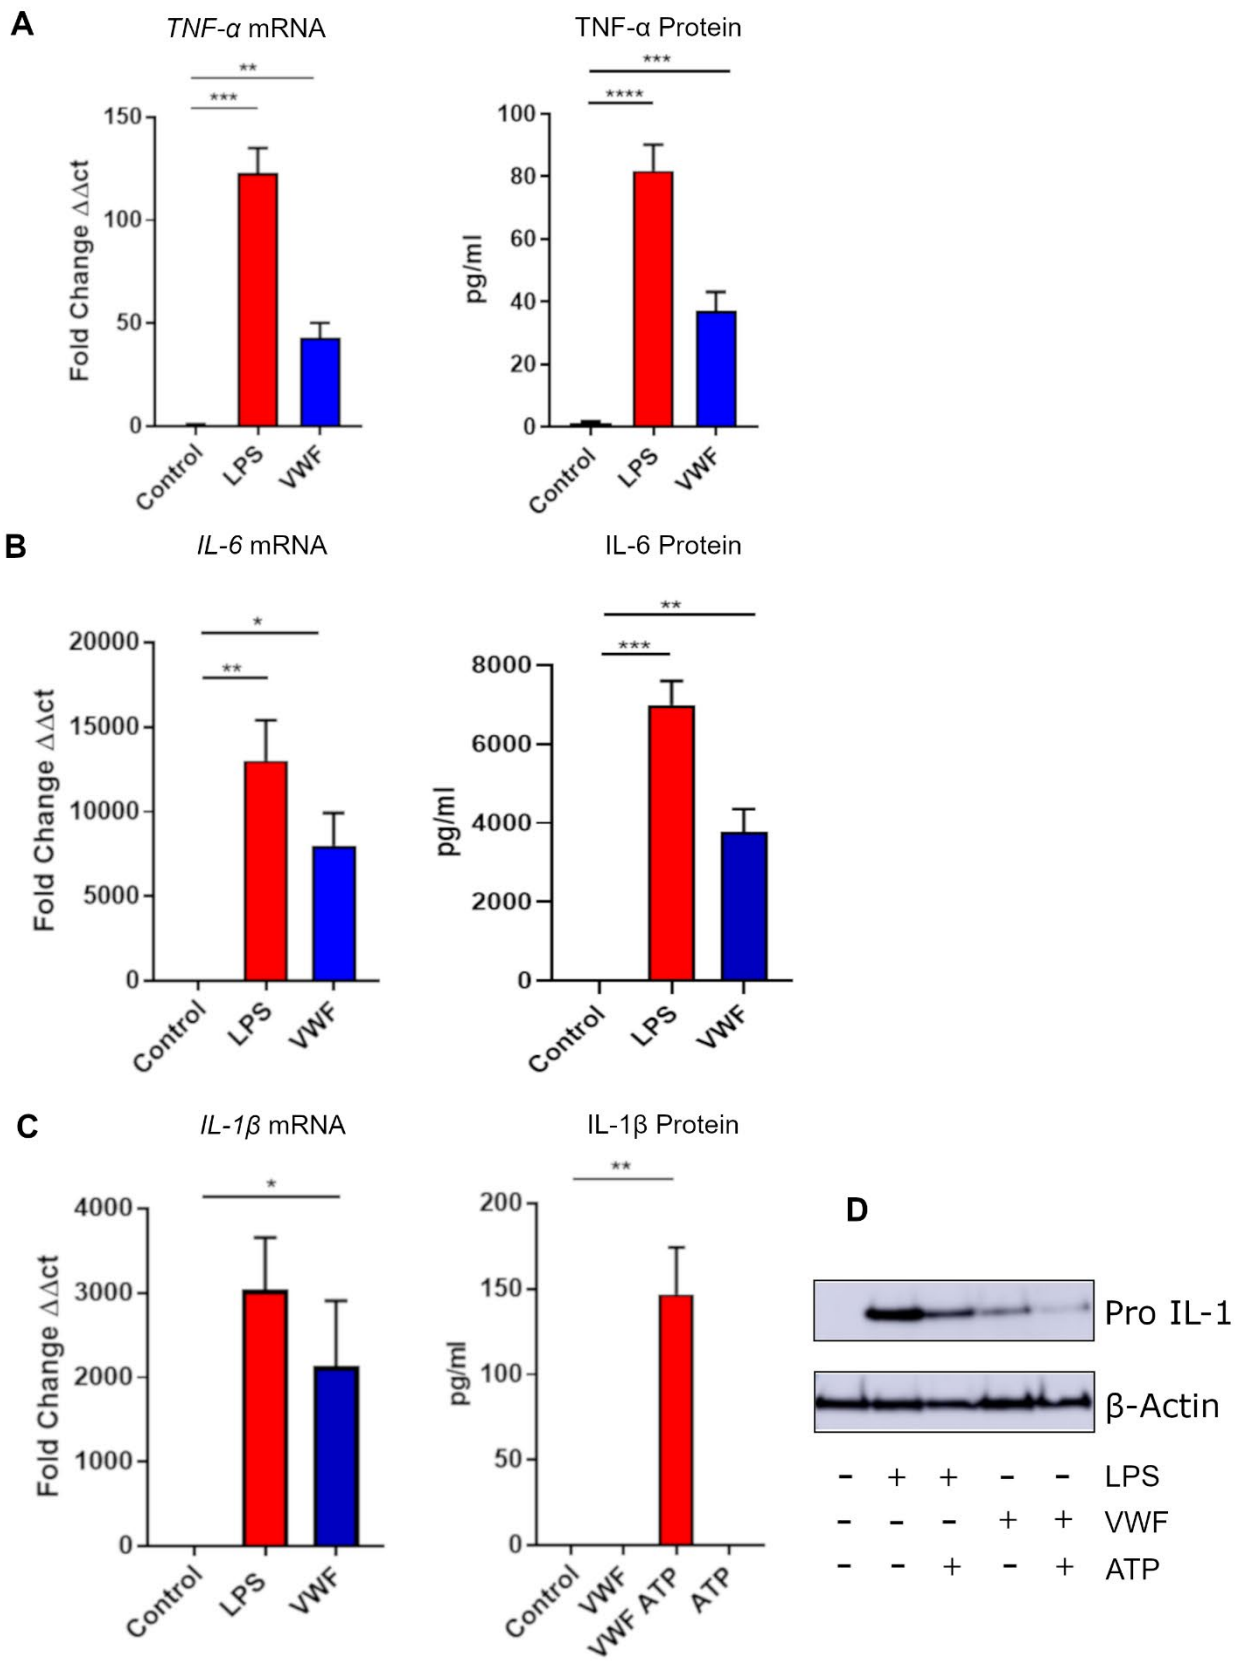 A
TNF-α mRNA
**
***
Fold Change ΔΔct
150
100
50
0
Control
LPS
VWF
TNF-α Protein
***
****
pg/ml
100
80
60
40
20
0
Control
LPS
VWF
B
IL-6 mRNA
*
**
Fold Change ΔΔct
20000
15000
10000
5000
0
Control
LPS
VWF
IL-6 Protein
**
***
pg/ml
8000
6000
4000
2000
0
Control
LPS
VWF
C
IL-1β mRNA
*
Fold Change ΔΔct
4000
3000
2000
1000
0
Control
LPS
VWF
IL-1β Protein
**
pg/ml
200
150
100
50
0
Control
VWF
VWF ATP
ATP
D
Pro IL-1
β-Actin
- + + - - LPS
- - - + + VWF
- - + - + ATP